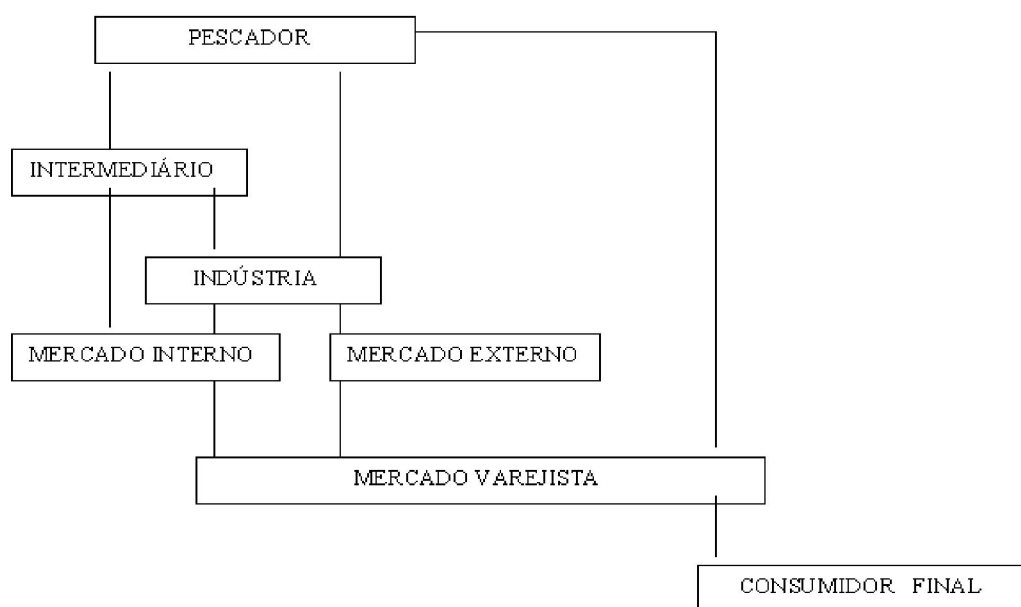 PESCADOR
INTERMEDIÁRIO
INDÚSTRIA
MERCADO INTERNO
MERCADO EXTERNO
MERCADO VAREJISTA
CONSUMIDOR FINAL